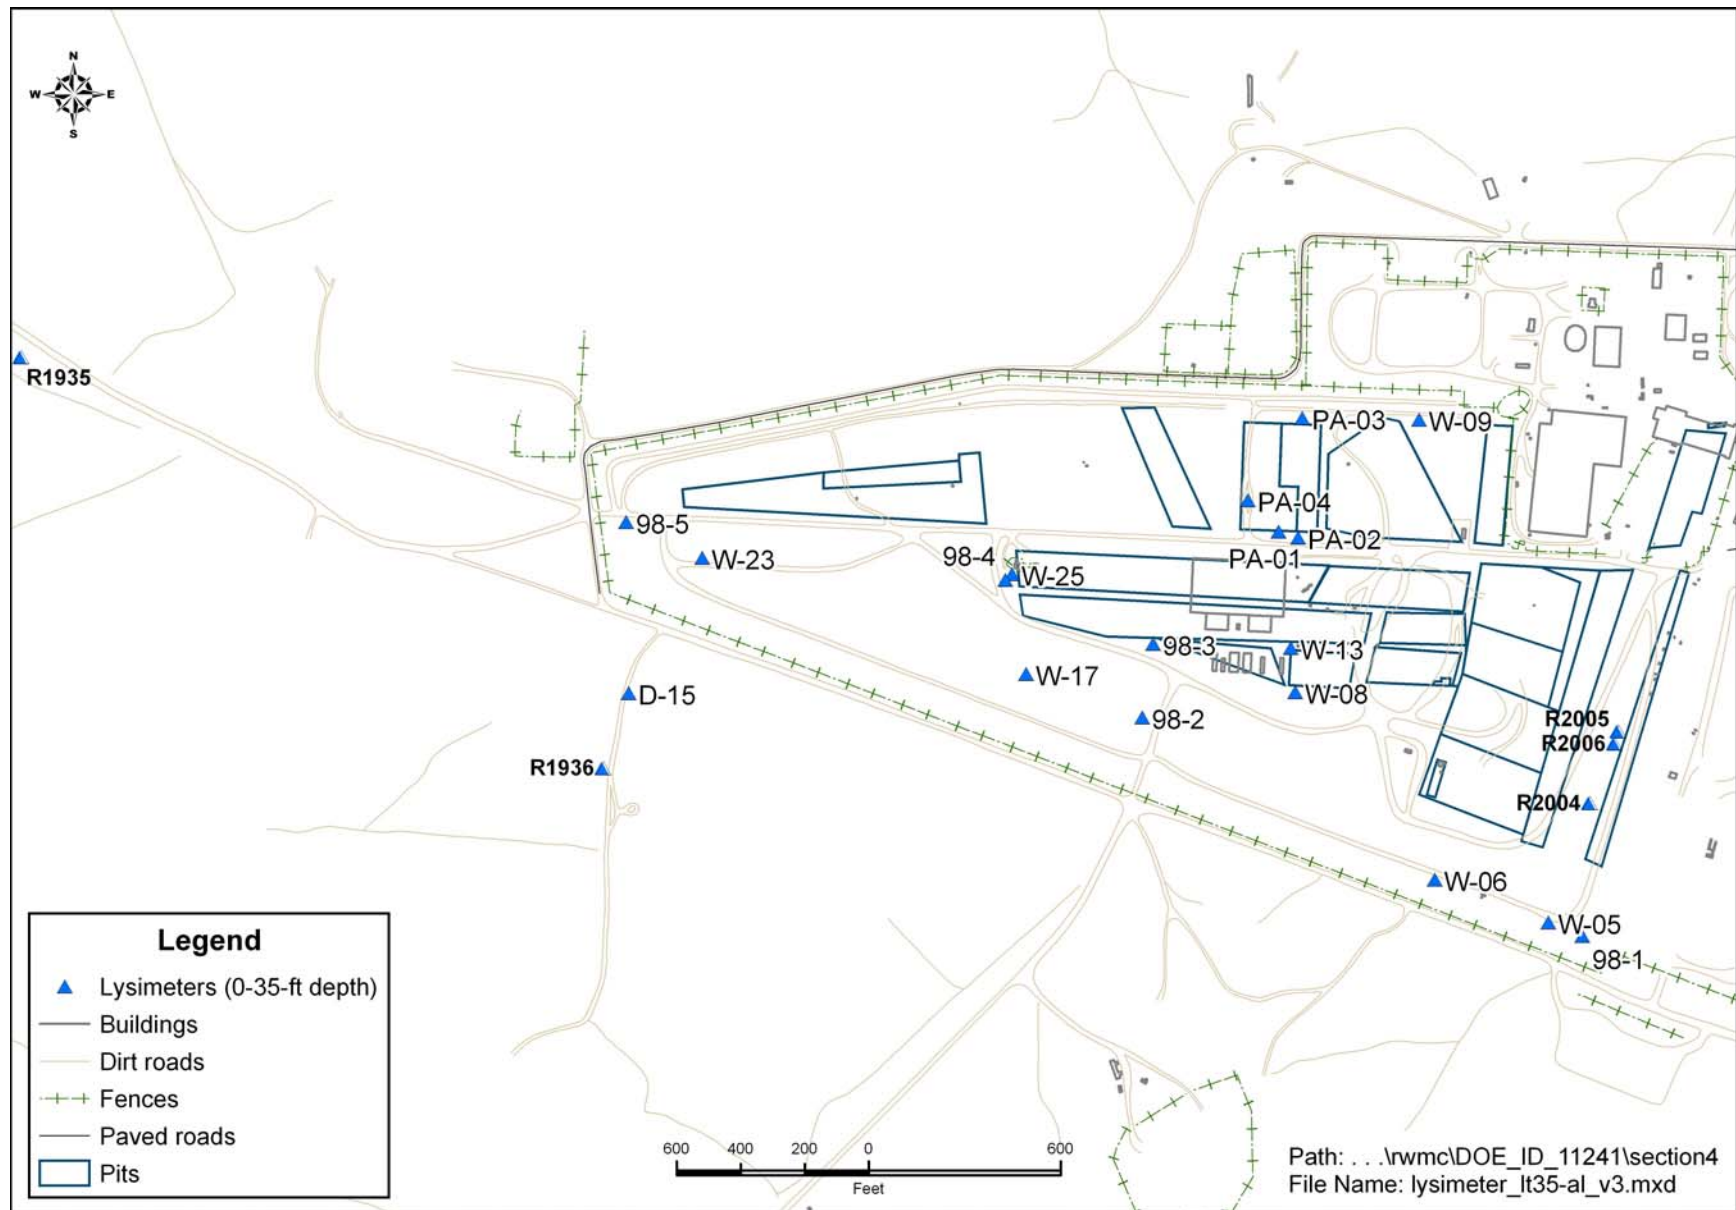 N
W E
S
R1935
PA-03
W-09
PA-04
98-5
PA-02
98-4
PA-01
W-23
W-25
98-3
W-13
W-17
D-15
W-08
98-2
R2005
R2006
R1936
R2004
W-06
W-05
98-1
Legend
Lysimeters (0-35-ft depth)
Buildings
Dirt roads
Fences
Paved roads
Pits
600 400 200 0 600
Feet
Path: . . .\rwmc\DOE_ID_11241\section4
File Name: lysimeter_lt35-al_v3.mxd